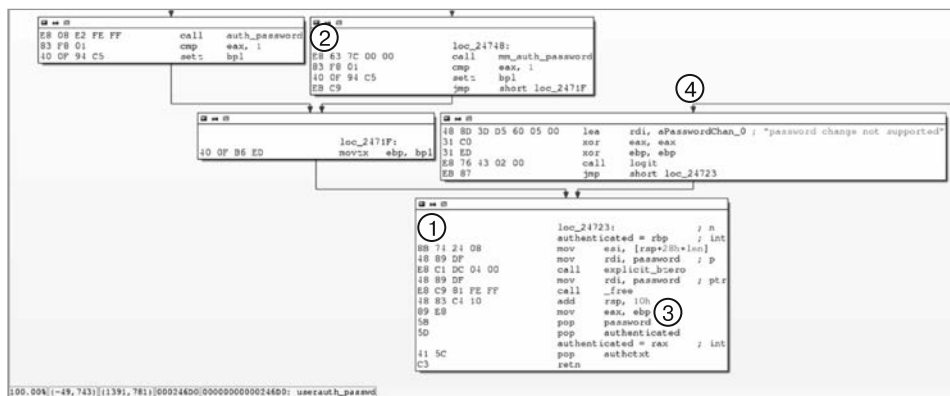 E8 08 E2 FE FF call auth_password
83 F8 01 cmp eax, 1
40 0F 94 C5 setz bpl
②
loc_24748:
E8 63 7C 00 00 call mm_auth_password
83 F8 01 cmp eax, 1
40 0F 94 C5 setz bpl
EB C9 jmp short loc_2471F
④
loc_2471F:
40 0F B6 ED movzx ebp, bpl
48 8D 3D D5 60 05 00 lea rdi, aPasswordChan_0 ; "password change not supported"
31 C0 xor eax, eax
31 ED xor ebp, ebp
E8 76 43 02 00 call logit
EB 87 jmp short loc_24723
①
loc_24723: ; n
authenticated = rbp ; int
8B 74 24 08 mov esi, [rsp+28h+len]
48 89 DF mov rdi, password ; p
E8 C1 DC 04 00 call explicit_bzero
48 89 DF mov rdi, password ; ptr
E8 C9 81 FE FF call _free
48 83 C4 10 add rsp, 10h
89 E8 mov eax, ebp ③
5B pop password
5D pop authenticated
authenticated = rax ; int
41 5C pop authctxt
C3 retn
100.00% (-49,743) (1391,781) 000246D0 00000000000246D0: userauth_passwd